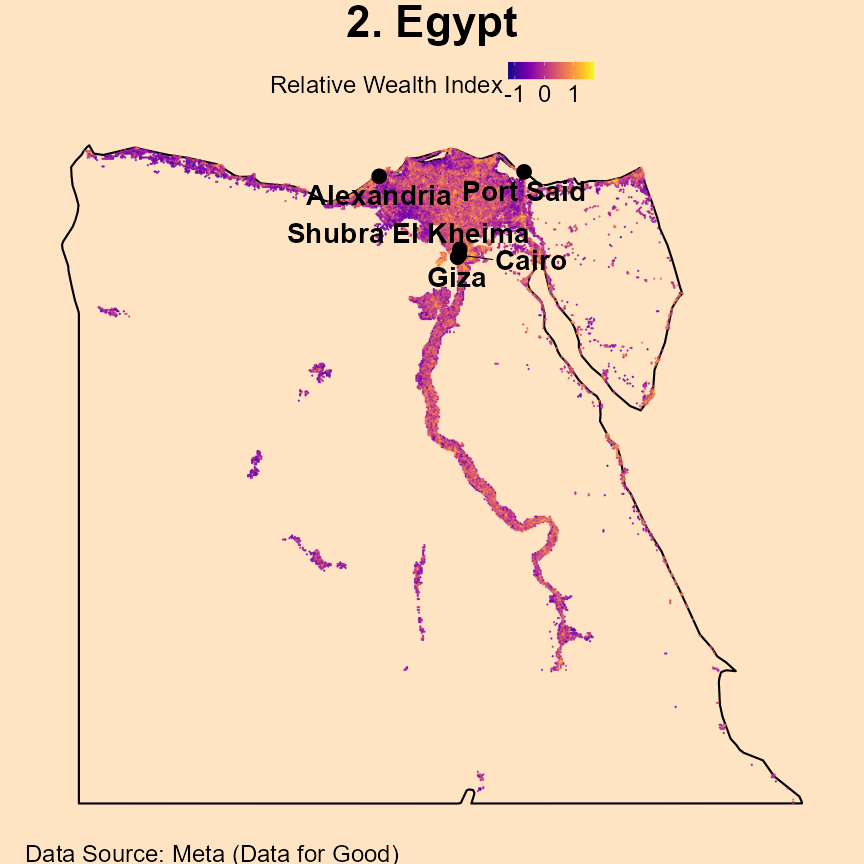 2. Egypt
Relative Wealth Index
-1 0 1
Alexandria
Port Said
Shubra El Kheima
Cairo
Giza
Data Source: Meta (Data for Good)